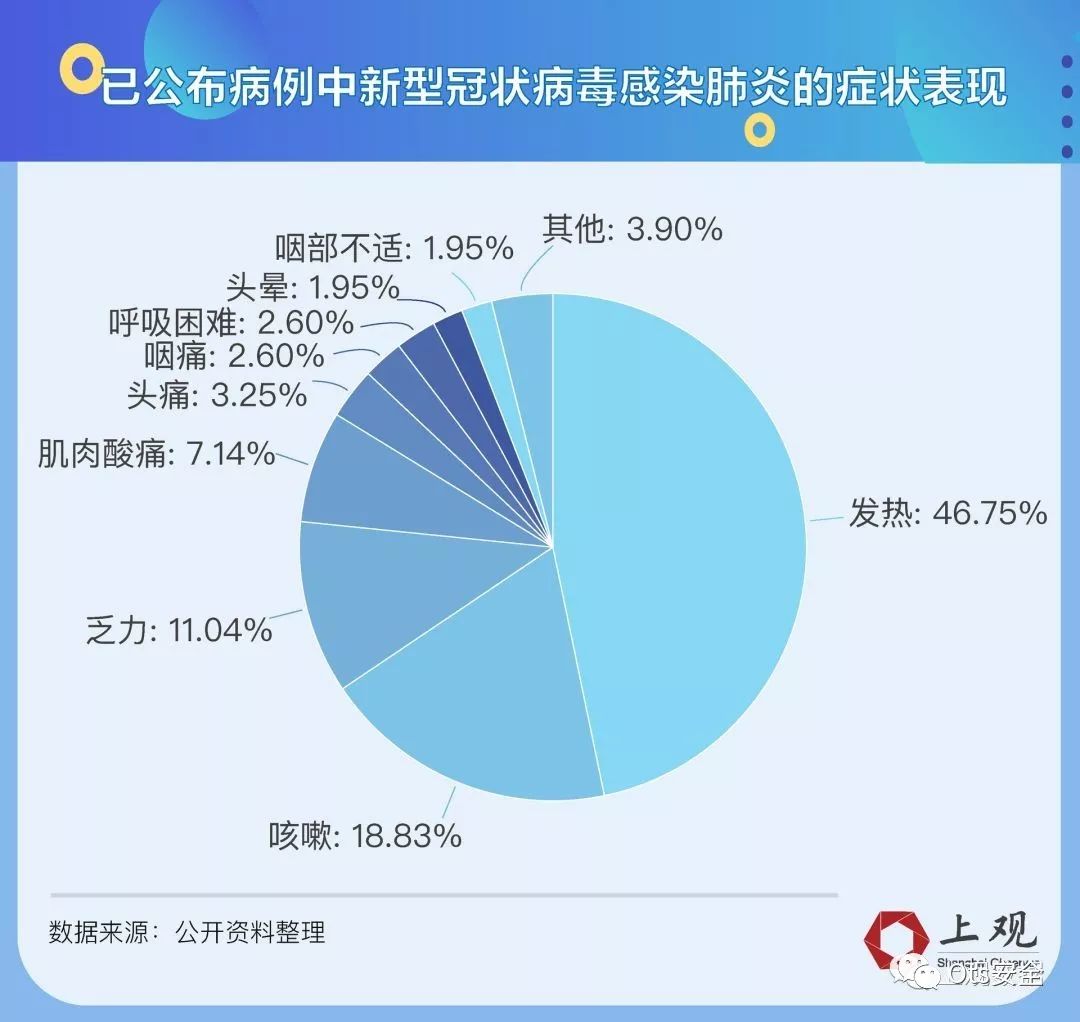 已公布病例中新型冠状病毒感染肺炎的症状表现
其他: 3.90%
咽部不适: 1.95%
头晕: 1.95%
呼吸困难: 2.60%
咽痛: 2.60%
头痛: 3.25%
肌肉酸痛: 7.14%
发热: 46.75%
乏力: 11.04%
咳嗽: 18.83%
数据来源：公开资料整理
上观
Shanghai
安全